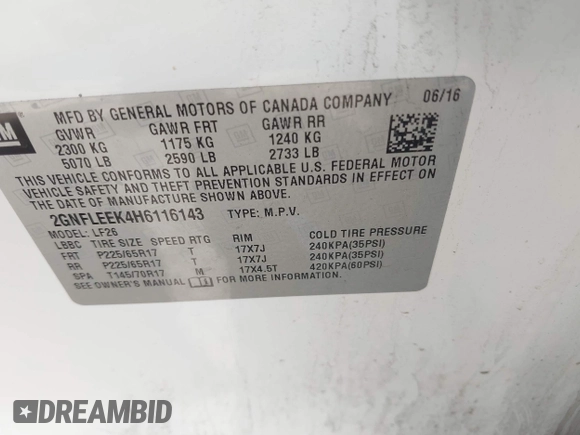 GM
MFD BY GENERAL MOTORS OF CANADA COMPANY 06/16
GVWR GAWR FRT GAWR RR
2300 KG 1175 KG 1240 KG
5070 LB 2590 LB 2733 LB
THIS VEHICLE CONFORMS TO ALL APPLICABLE U.S. FEDERAL MOTOR
VEHICLE SAFETY AND THEFT PREVENTION STANDARDS IN EFFECT ON
THE DATE OF MANUFACTURE SHOWN ABOVE.
2GNFLEEK4H6116143 TYPE: M.P.V.
MODEL: LF26
LBBC TIRE SIZE SPEED RTG RIM COLD TIRE PRESSURE
FRT P225/65R17 T 17X7J 240KPA(35PSI)
RR P225/65R17 T 17X7J 240KPA(35PSI)
SPA T145/70R17 M 17X4.5T 420KPA(60PSI)
SEE OWNER'S MANUAL FOR MORE INFORMATION.
DREAMBID